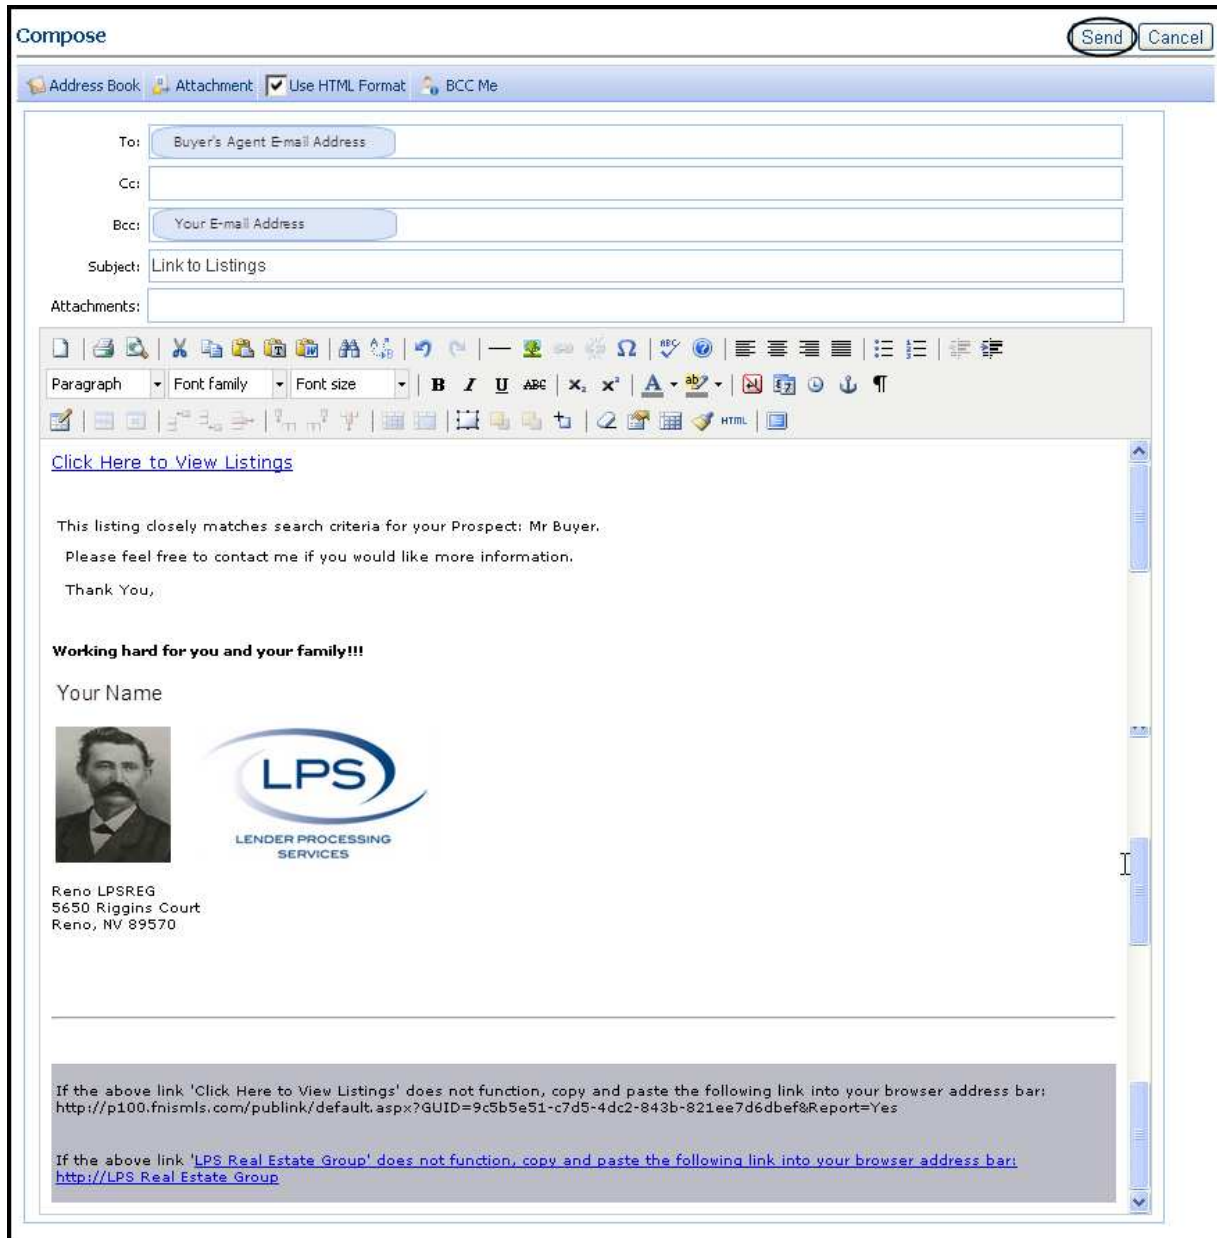 Compose
Send Cancel
Address Book Attachment Use HTML Format BCC Me
To: Buyer's Agent E-mail Address
Cc:
Bcc: Your E-mail Address
Subject: Link to Listings
Attachments:
Paragraph Font family Font size B I U ABC x₂ x² A ab ¶
HTML
Click Here to View Listings
This listing closely matches search criteria for your Prospect: Mr Buyer.
Please feel free to contact me if you would like more information.
Thank You,
Working hard for you and your family!!!
Your Name
LPS
LENDER PROCESSING
SERVICES
Reno LPSREG
5650 Riggins Court
Reno, NV 89570
If the above link 'Click Here to View Listings' does not function, copy and paste the following link into your browser address bar:
http://p100.fnismls.com/publink/default.aspx?GUID=9c5b5e51-c7d5-4dc2-843b-821ee7d6dbef&Report=Yes
If the above link 'LPS Real Estate Group' does not function, copy and paste the following link into your browser address bar:
http://LPS Real Estate Group